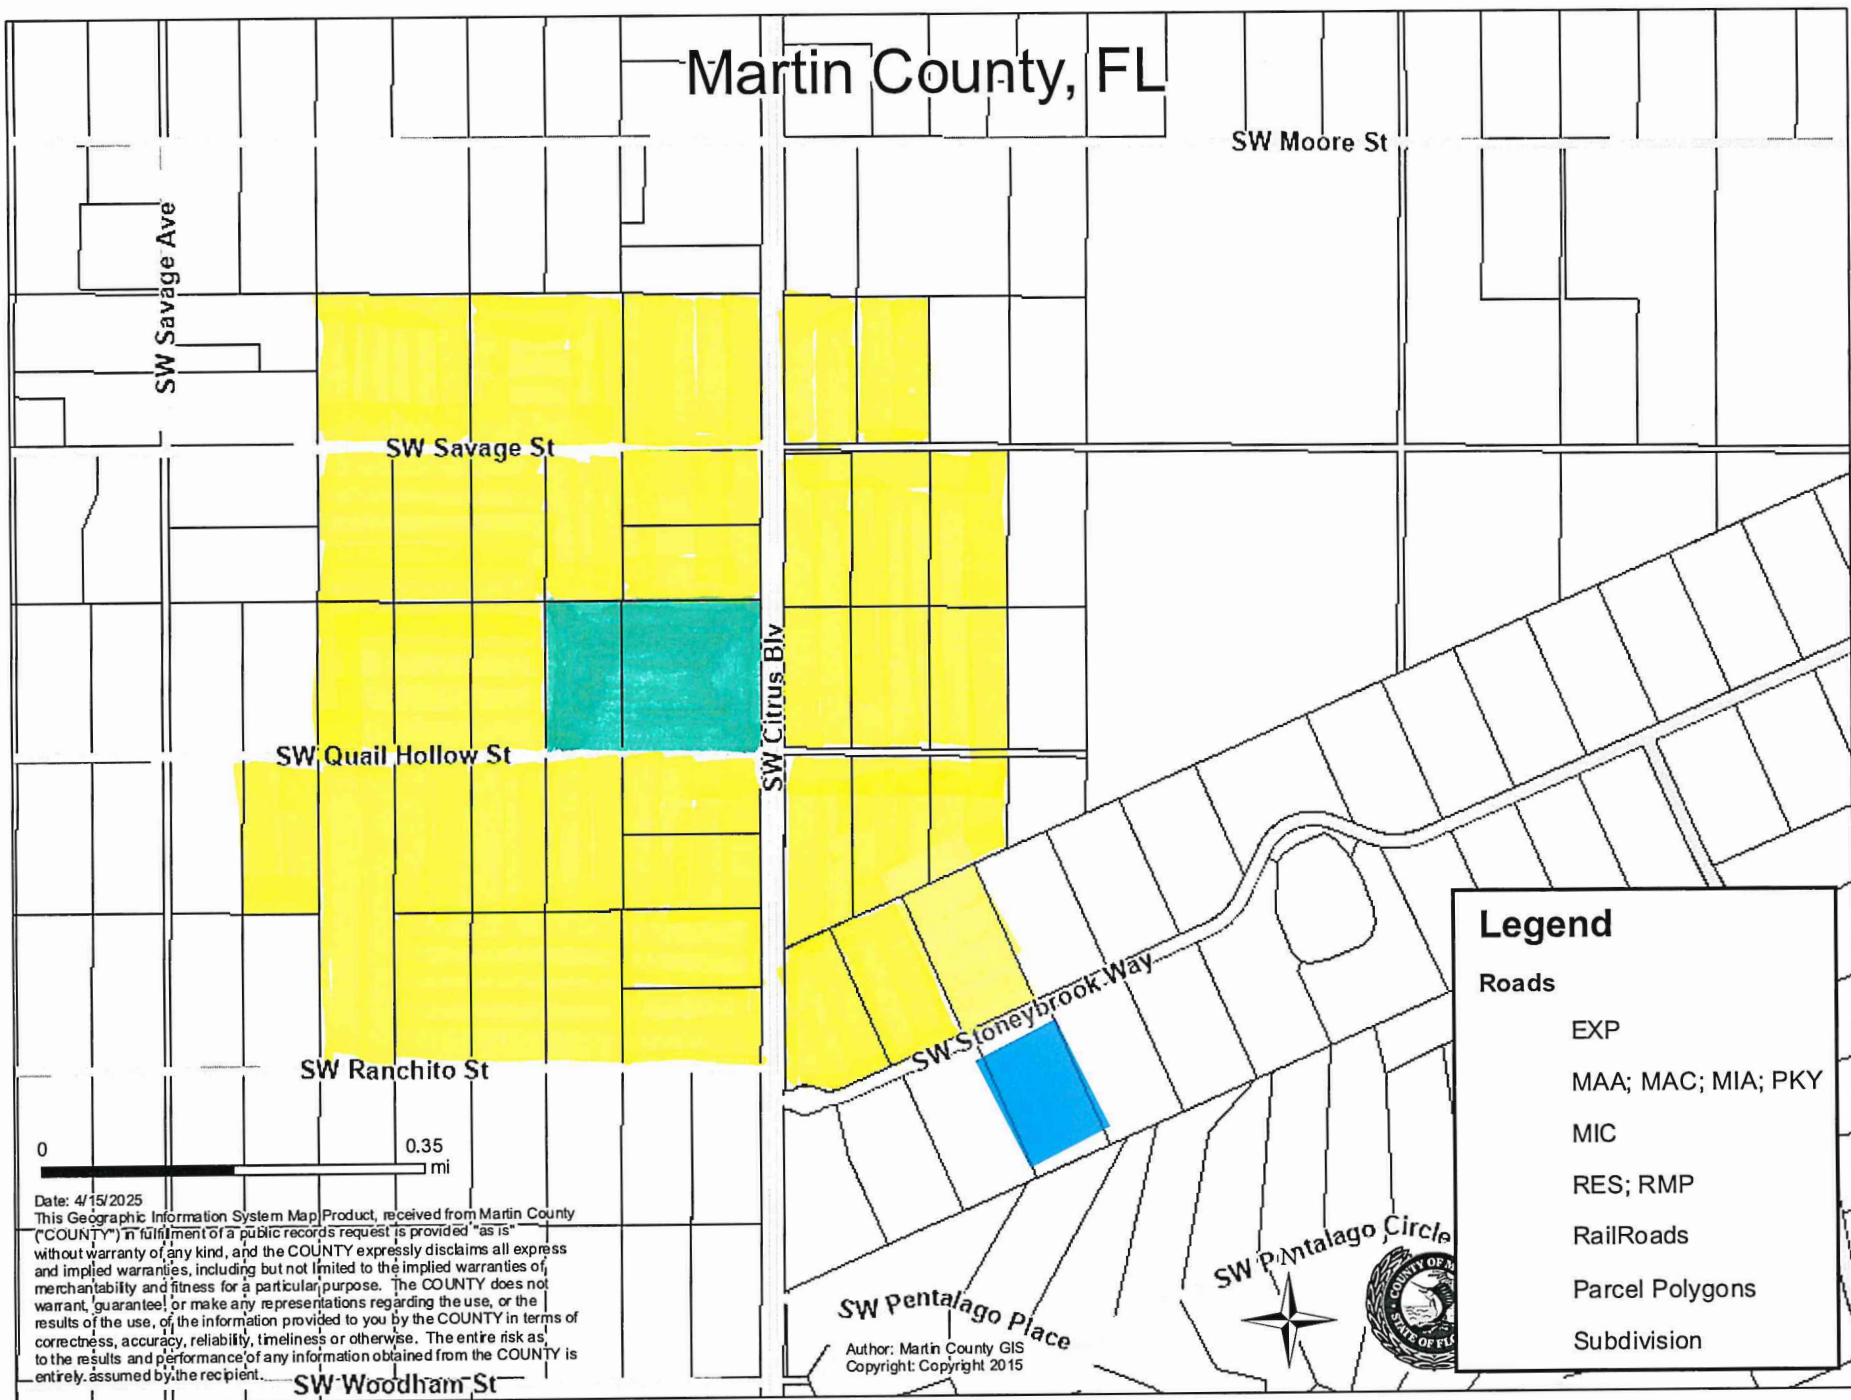 Martin County, FL
SW Moore St
SW Savage Ave
SW Savage St
SW Citrus Blv
SW Quail Hollow St
SW Stoneybrook Way
SW Ranchito St
0 0.35
mi
Date: 4/15/2025
This Geographic Information System Map Product, received from Martin County
("COUNTY") in fulfillment of a public records request is provided "as is"
without warranty of any kind, and the COUNTY expressly disclaims all express
and implied warranties, including but not limited to the implied warranties of
merchantability and fitness for a particular purpose. The COUNTY does not
warrant, guarantee, or make any representations regarding the use, or the
results of the use, of the information provided to you by the COUNTY in terms of
correctness, accuracy, reliability, timeliness or otherwise. The entire risk as
to the results and performance of any information obtained from the COUNTY is
entirely assumed by the recipient.
SW Woodham St
SW Pentalago Place
Author: Martin County GIS
Copyright: Copyright 2015
SW P ntalago Circle
N
COUNTY OF M
STATE OF FL
Legend
Roads
EXP
MAA; MAC; MIA; PKY
MIC
RES; RMP
RailRoads
Parcel Polygons
Subdivision